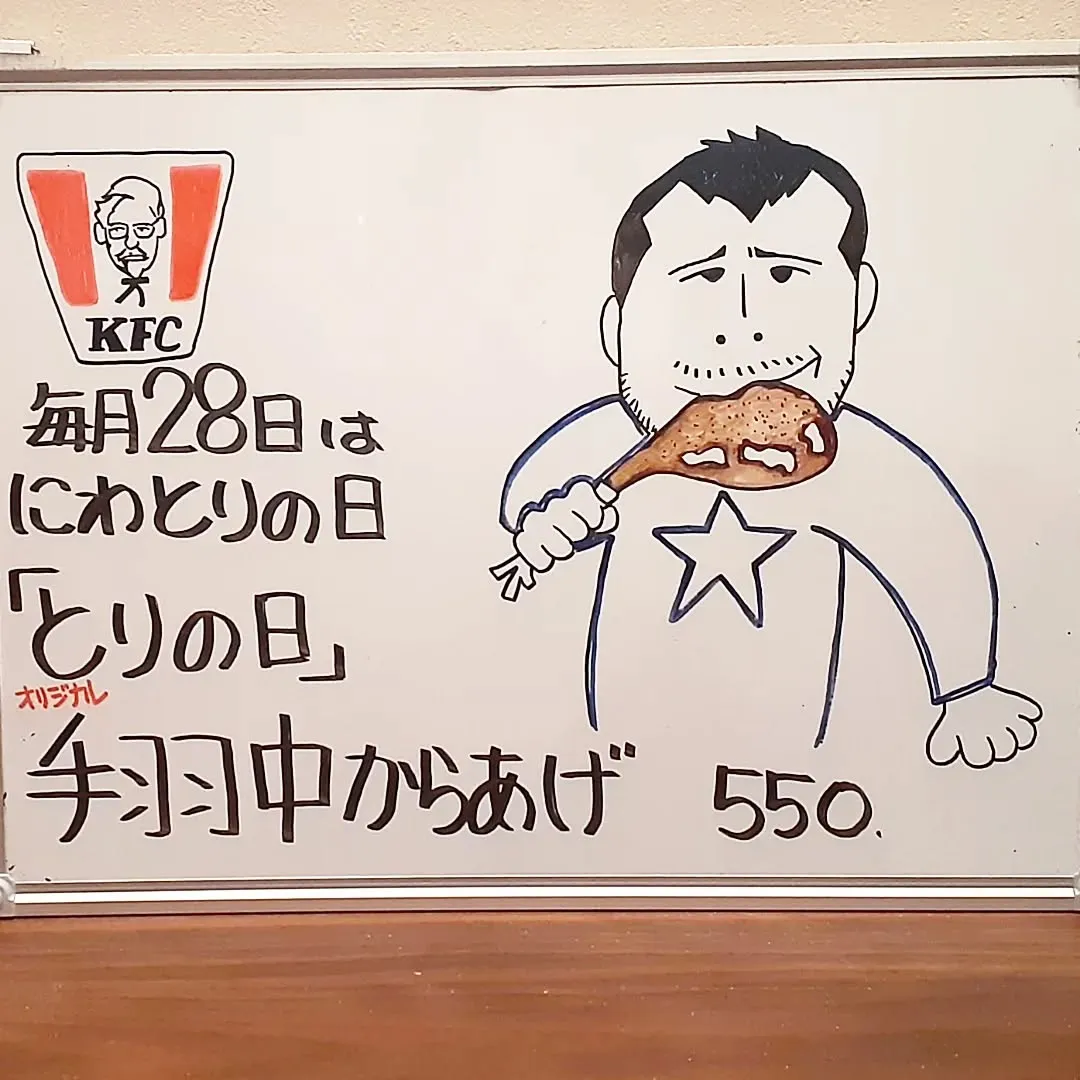 KFC
毎月28日は
にわとりの日
「とりの日」
オリジカル
手羽中からあげ 550.